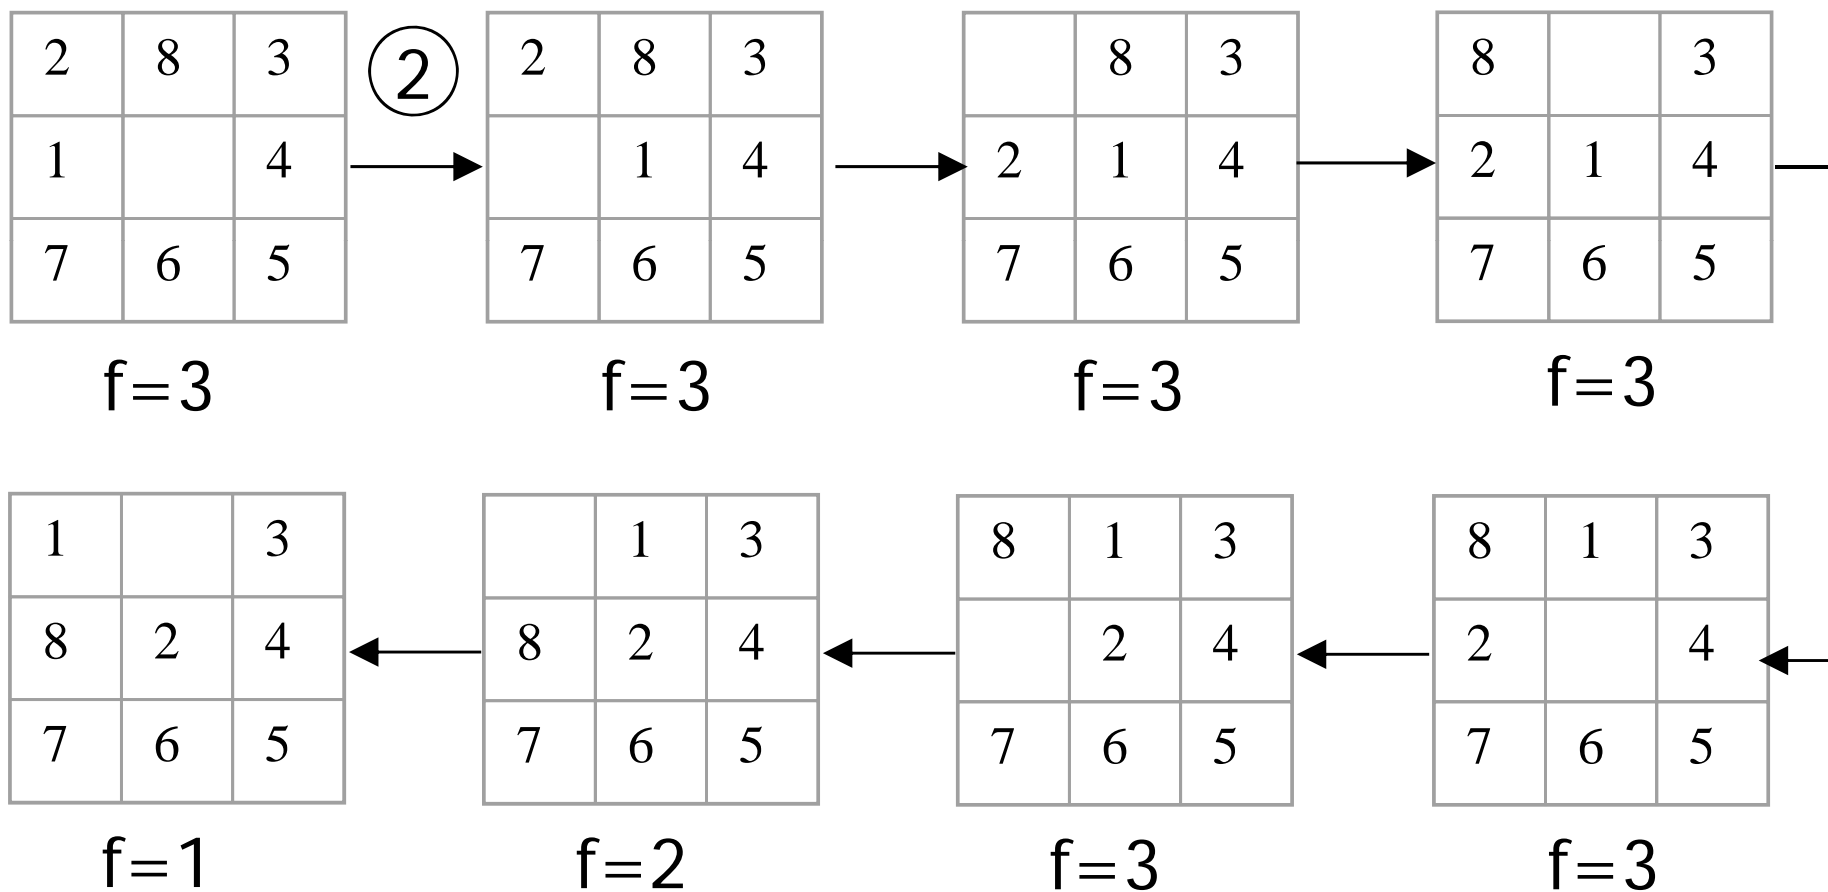 2 8 3 ② 2 8 3 8 3 8 3
1 4 1 4 2 1 4 2 1 4
7 6 5 7 6 5 7 6 5 7 6 5
f=3 f=3 f=3 f=3
1 3 1 3 8 1 3 8 1 3
8 2 4 8 2 4 2 4 2 4
7 6 5 7 6 5 7 6 5 7 6 5
f=1 f=2 f=3 f=3